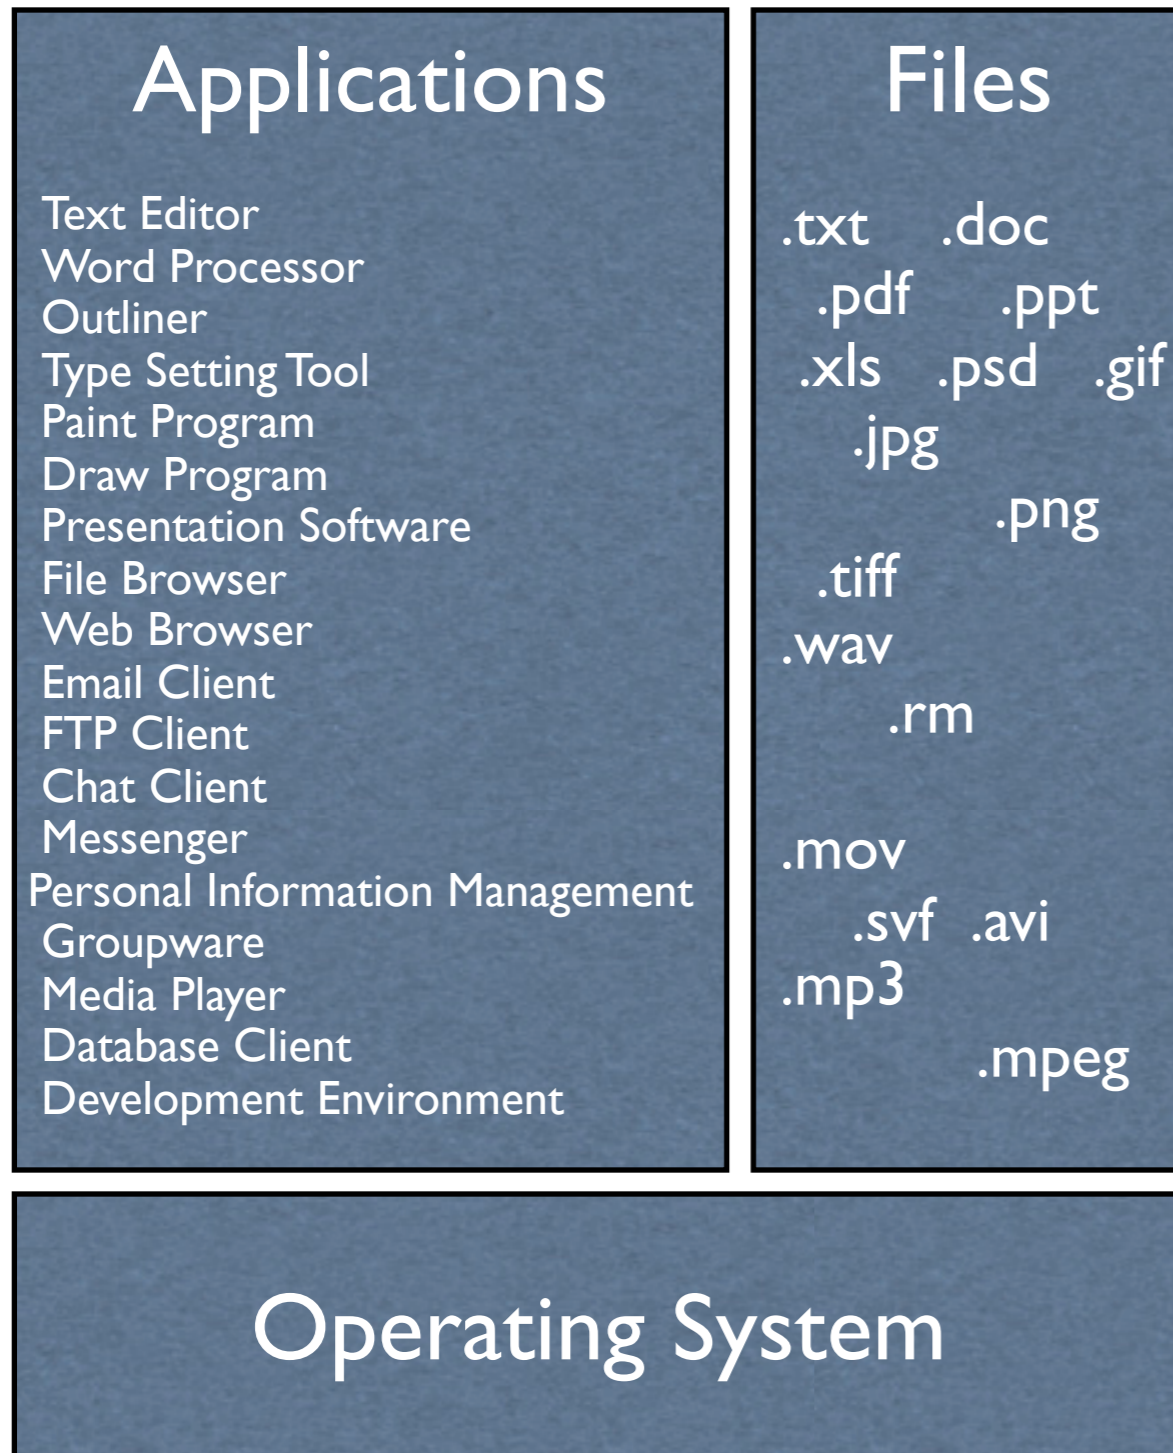 Applications
Text Editor
Word Processor
Outliner
Type Setting Tool
Paint Program
Draw Program
Presentation Software
File Browser
Web Browser
Email Client
FTP Client
Chat Client
Messenger
Personal Information Management
Groupware
Media Player
Database Client
Development Environment
Files
.txt .doc
.pdf .ppt
.xls .psd .gif
.jpg
.png
.tiff
.wav
.rm
.mov
.svf .avi
.mp3
.mpeg
Operating System